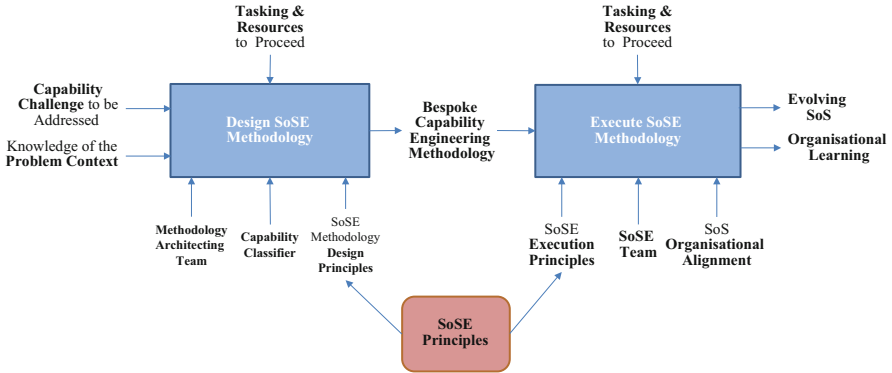 Tasking &
Resources
to Proceed
Tasking &
Resources
to Proceed
Capability
Challenge to be
Addressed
Knowledge of the
Problem Context
Design SoSE
Methodology
Bespoke
Capability
Engineering
Methodology
Execute SoSE
Methodology
Evolving
SoS
Organisational
Learning
Methodology
Architecting
Team
Capability
Classifier
SoSE
Methodology
Design
Principles
SoSE
Execution
Principles
SoSE
Team
SoS
Organisational
Alignment
SoSE
Principles